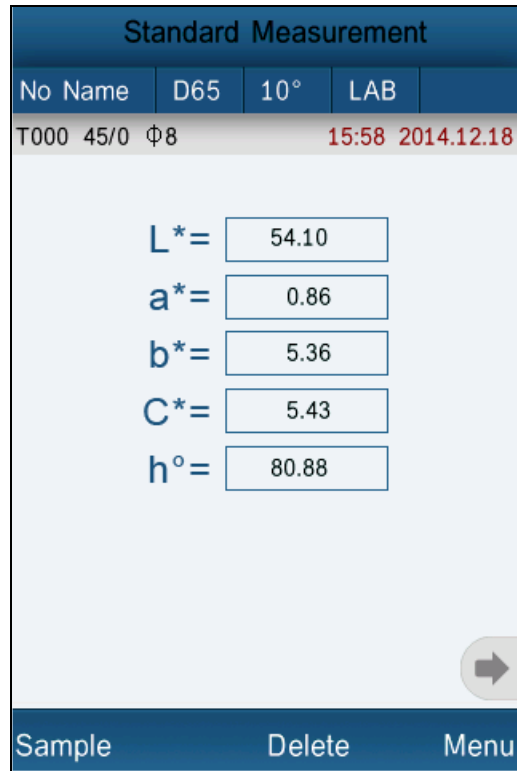 Standard Measurement
No Name D65 10° LAB
T000 45/0 Φ8 15:58 2014.12.18
L*= 54.10
a*= 0.86
b*= 5.36
C*= 5.43
h°= 80.88
Sample Delete Menu